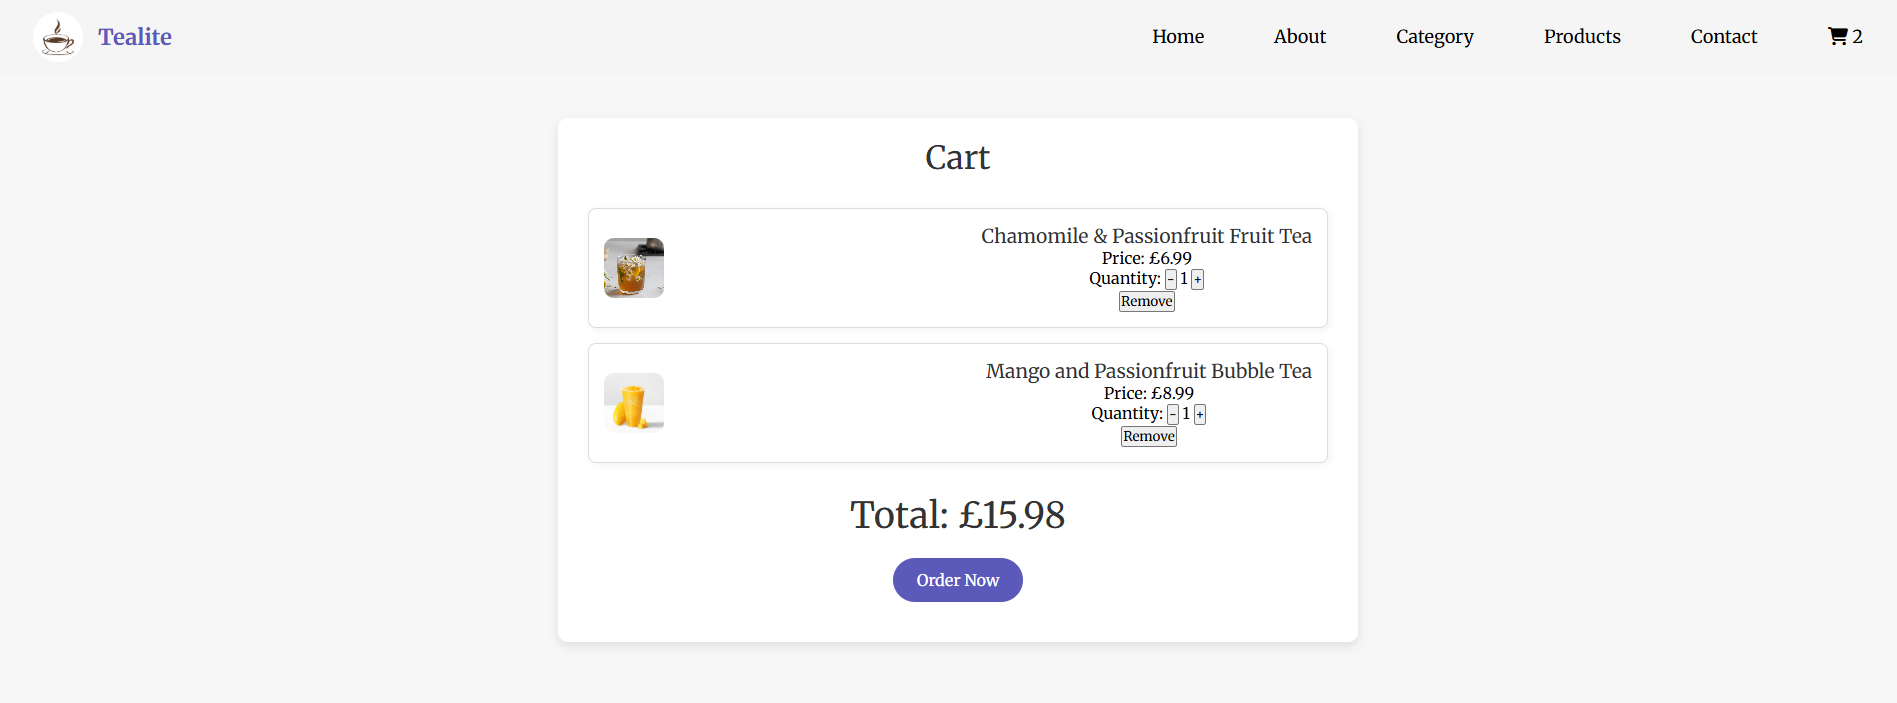 Tealite
Home About Category Products Contact 2
Cart
Chamomile & Passionfruit Fruit Tea
Price: £6.99
Quantity: - 1 +
Remove
Mango and Passionfruit Bubble Tea
Price: £8.99
Quantity: - 1 +
Remove
Total: £15.98
Order Now